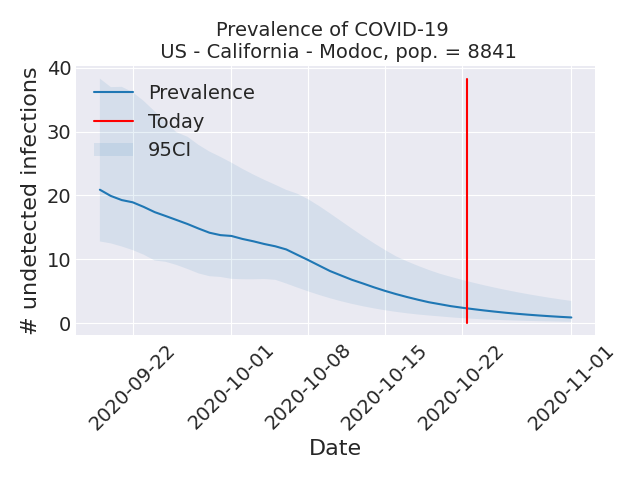 Prevalence of COVID-19
US - California - Modoc, pop. = 8841
# undetected infections
40
30
20
10
0
Prevalence
Today
95CI
2020-09-22
2020-10-01
2020-10-08
2020-10-15
2020-10-22
2020-11-01
Date